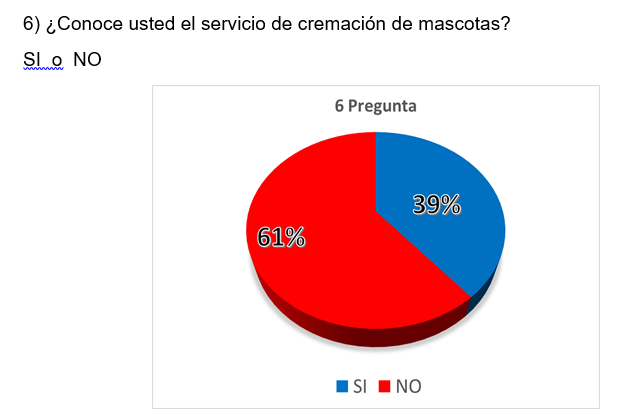 6) ¿Conoce usted el servicio de cremación de mascotas?
SI o NO
6 Pregunta
39%
61%
SI NO